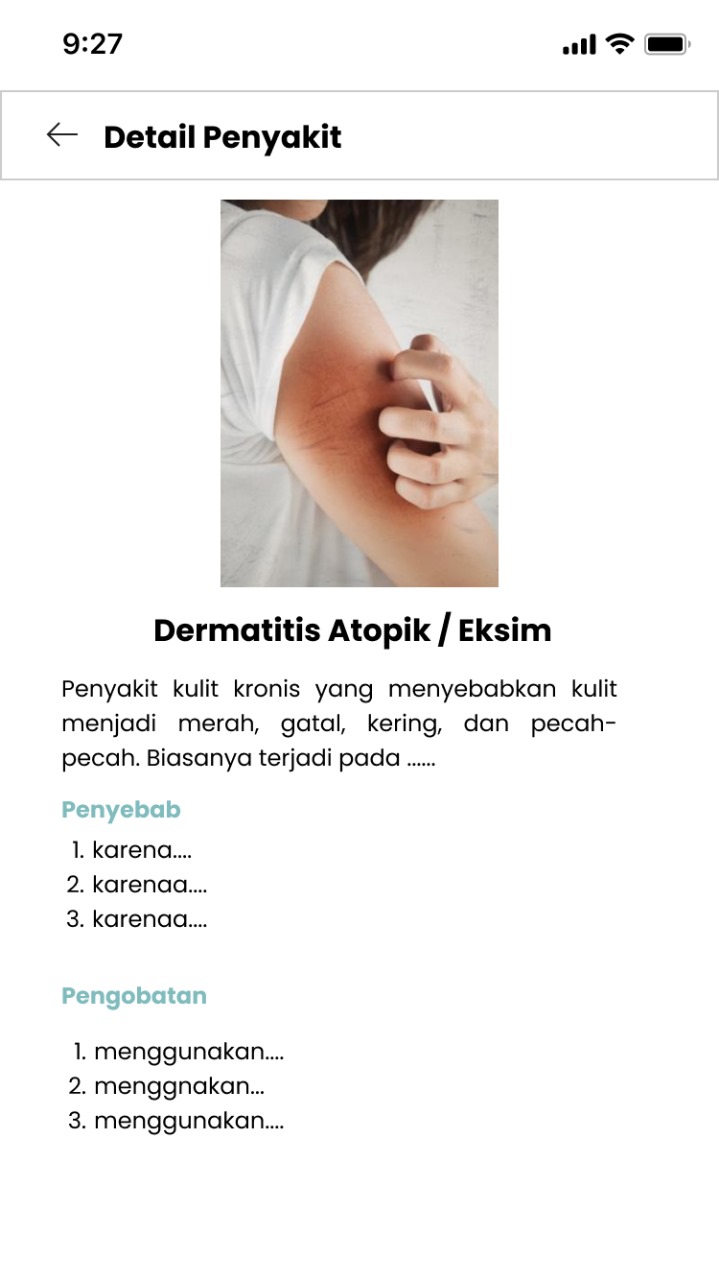 9:27
Detail Penyakit
Dermatitis Atopik / Eksim
Penyakit kulit kronis yang menyebabkan kulit
menjadi merah, gatal, kering, dan pecah-
pecah. Biasanya terjadi pada ......
Penyebab
1. karena....
2. karenaa....
3. karenaa....
Pengobatan
1. menggunakan....
2. menggnakan...
3. menggunakan....